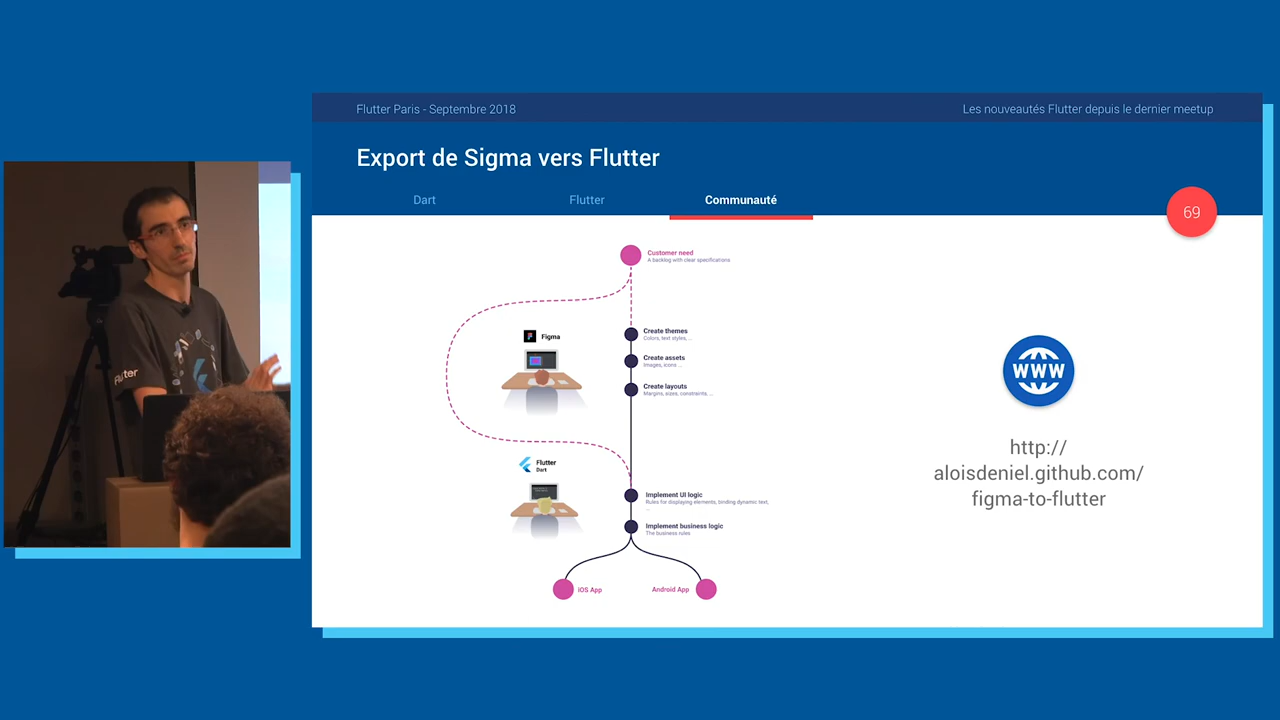 Flutter Paris - Septembre 2018
Les nouveautés Flutter depuis le dernier meetup
Export de Sigma vers Flutter
Dart
Flutter
Communauté
69
Customer need
A backlog with clear specifications
Create themes
Colors, text styles, ...
Figma
Create assets
Images, icons ...
Create layouts
Margins, sizes, constraints, ...
Flutter
Dart
Implement UI logic
Rules for displaying elements, binding dynamic text,
...
Implement business logic
The business rules
iOS App
Android App
WWW
http://
aloisdeniel.github.com/
figma-to-flutter
Flutter